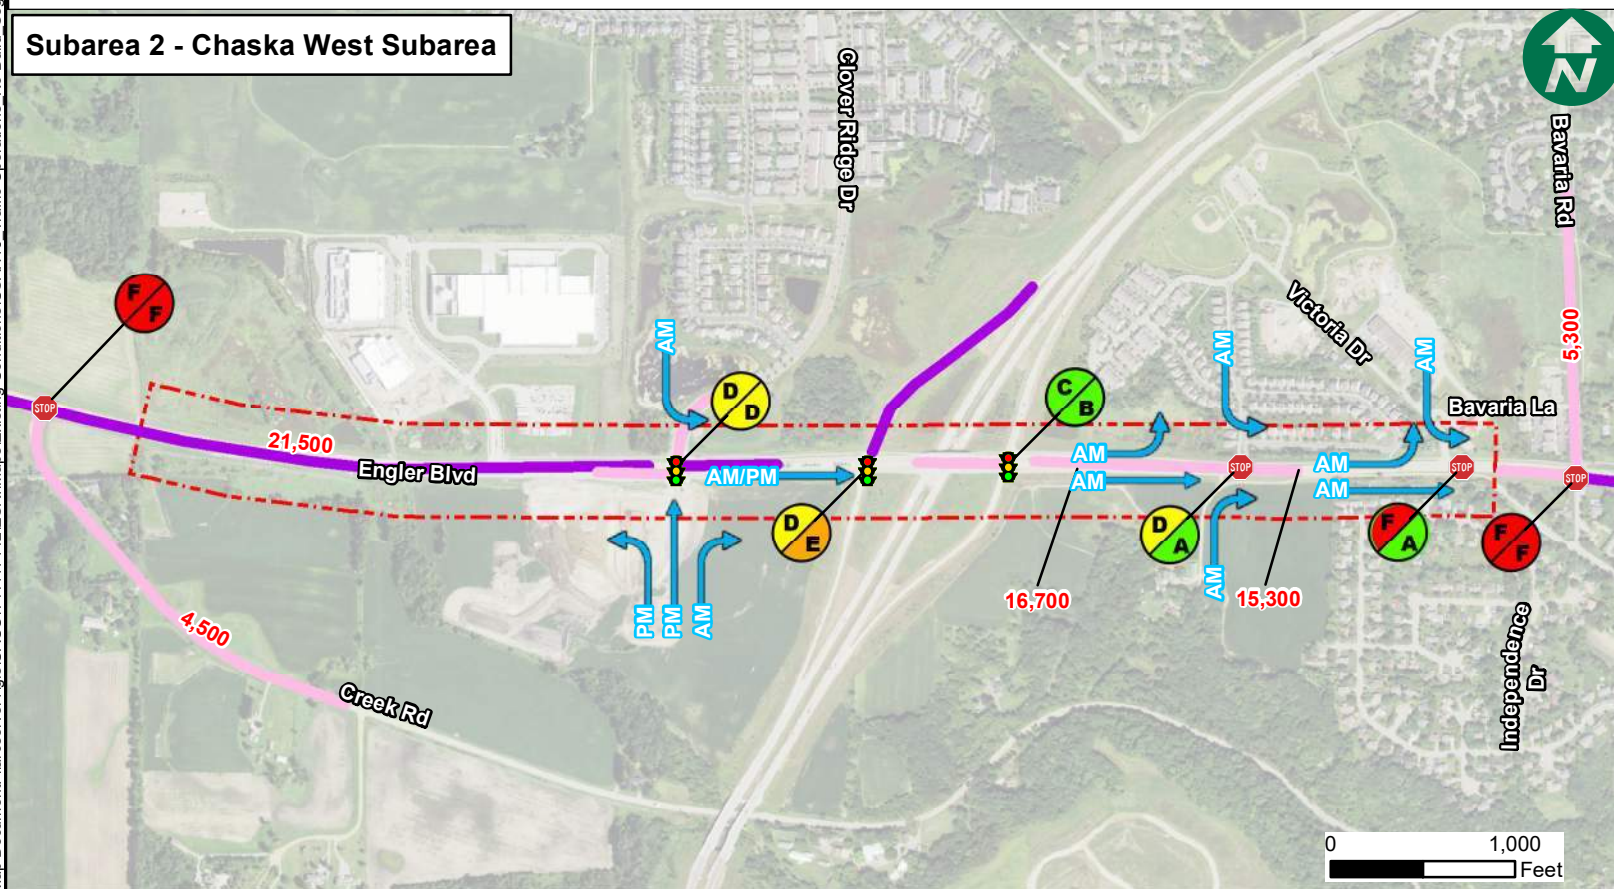 Subarea 2 - Chaska West Subarea
N
Clover Ridge Dr
Bavaria Rd
Victoria Dr
5,300
F
F
AM
AM
AM
D
D
C
B
Bavaria La
STOP
21,500
Engler Blvd
AM/PM
AM
AM
STOP
AM
AM
STOP
STOP
D
E
D
A
F
A
F
F
PM
PM
AM
AM
16,700
15,300
4,500
Creek Rd
Independence
Dr
0
1,000
Feet